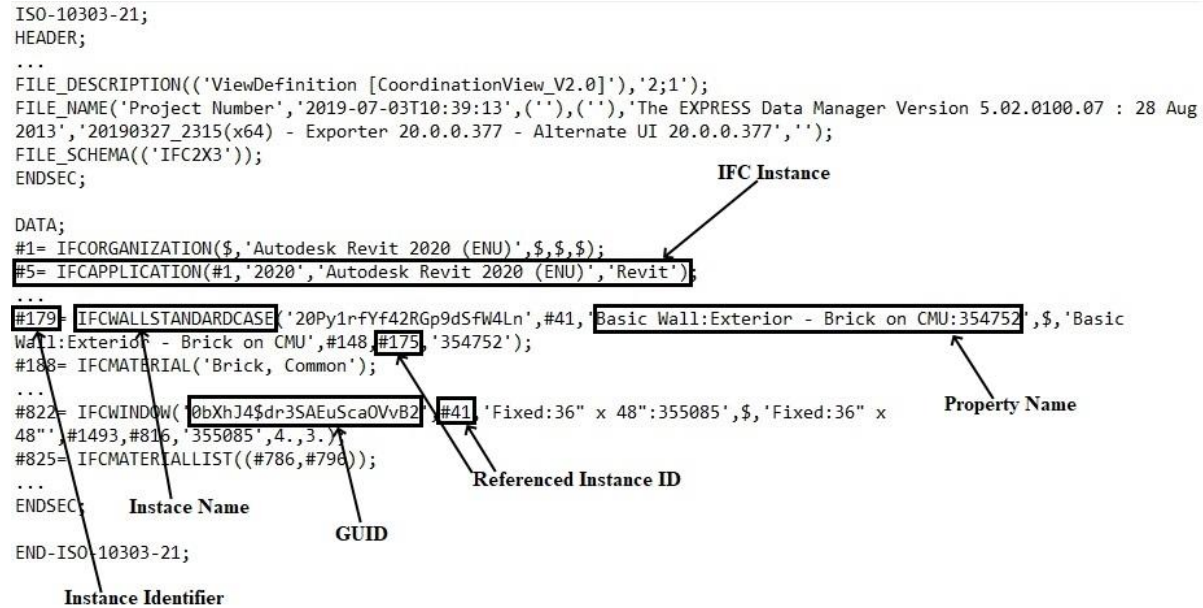 ISO-10303-21;
HEADER;
...
FILE_DESCRIPTION(('ViewDefinition [CoordinationView_V2.0]'),'2;1');
FILE_NAME('Project Number','2019-07-03T10:39:13',(''),(''),'The EXPRESS Data Manager Version 5.02.0100.07 : 28 Aug
2013','20190327_2315(x64) - Exporter 20.0.0.377 - Alternate UI 20.0.0.377','');
FILE_SCHEMA(('IFC2X3'));
ENDSEC;
IFC Instance
DATA;
#1= IFCORGANIZATION($,'Autodesk Revit 2020 (ENU)',$,$,$);
#5= IFCAPPLICATION(#1,'2020','Autodesk Revit 2020 (ENU)','Revit');
...
#179= IFCWALLSTANDARDCASE('20Py1rfYf42RGp9dSfW4Ln',#41,'Basic Wall:Exterior - Brick on CMU:354752',$,'Basic
Wall:Exterior - Brick on CMU',#148,#175,'354752');
#188= IFCMATERIAL('Brick, Common');
...
#822= IFCWINDOW('0bXhJ4$dr3SAEuScaOVvB2',#41,'Fixed:36" x 48":355085',$,'Fixed:36" x
Property Name
48"',#1493,#816,'355085',4.,3.);
#825= IFCMATERIALLIST((#786,#796));
Referenced Instance ID
...
ENDSEC;
Instace Name
GUID
END-ISO-10303-21;
Instance Identifier